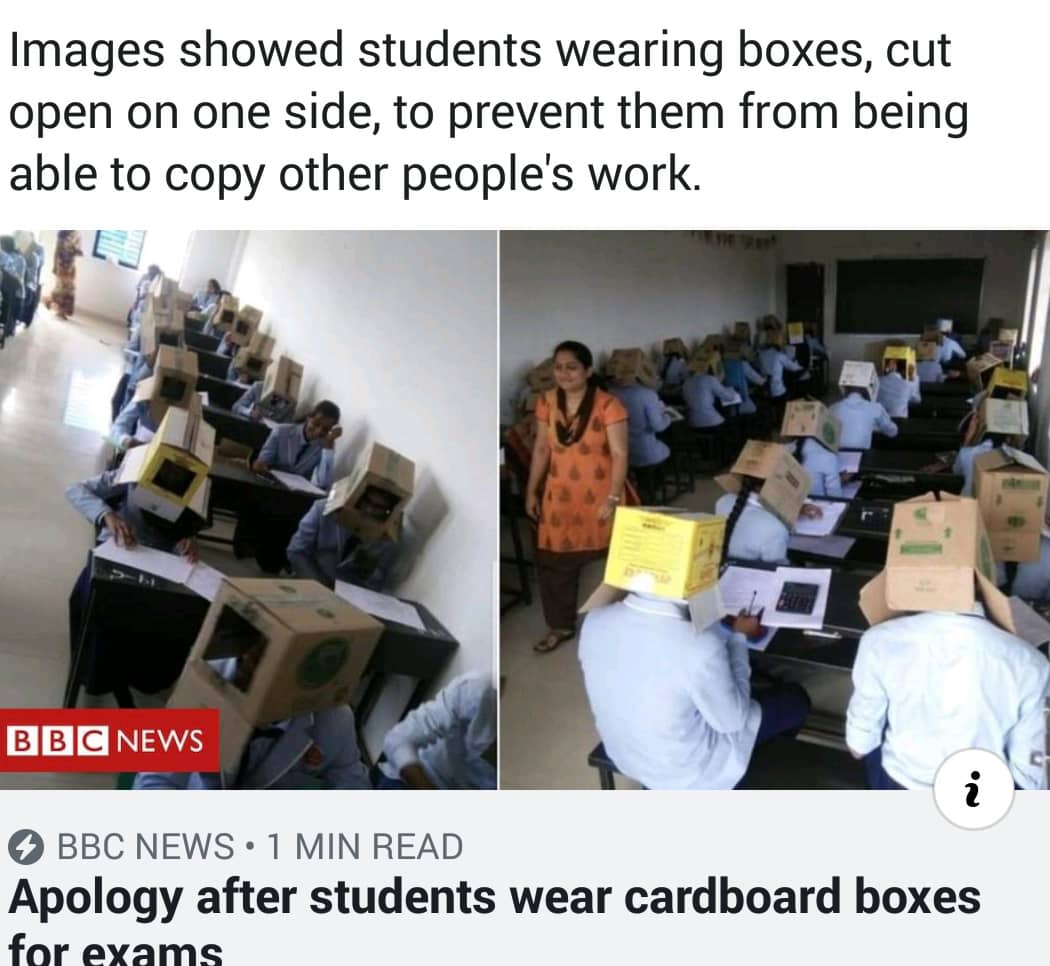 Images showed students wearing boxes, cut
open on one side, to prevent them from being
able to copy other people's work.
BBC NEWS
i
BBC NEWS • 1 MIN READ
Apology after students wear cardboard boxes
for exams